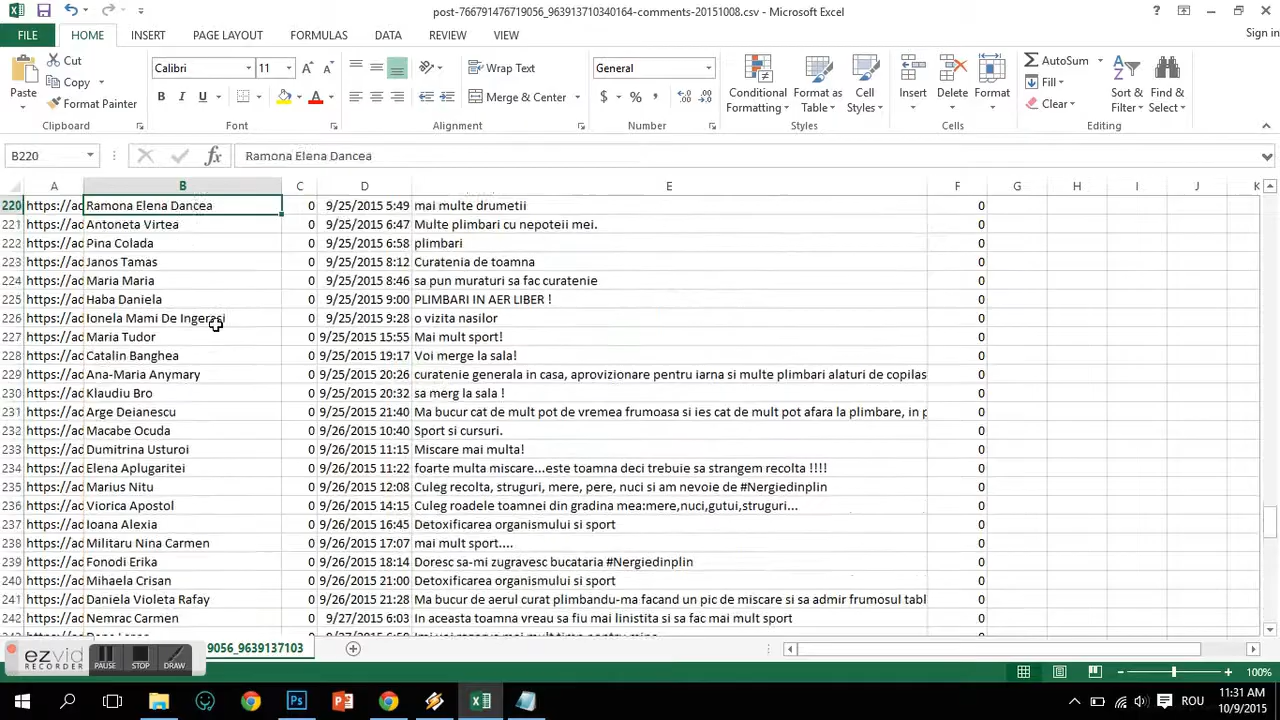 post-766791476719056_963913710340164-comments-20151008.csv - Microsoft Excel
Sign in
FILE HOME INSERT PAGE LAYOUT FORMULAS DATA REVIEW VIEW
Paste Cut Copy Format Painter
Calibri 11
Wrap Text Merge & Center
General
Conditional Formatting Format as Table Cell Styles
Insert Delete Format
AutoSum Fill Clear Sort & Filter Find & Select
Clipboard Font Alignment Number Styles Cells Editing
B220 Ramona Elena Dancea
A B C D E F G H I J K
220 https://ad Ramona Elena Dancea 0 9/25/2015 5:49 mai multe drumetii 0
221 https://ad Antoneta Virtea 0 9/25/2015 6:47 Multe plimbari cu nepoteii mei. 0
222 https://ad Pina Colada 0 9/25/2015 6:58 plimbari 0
223 https://ad Janos Tamas 0 9/25/2015 8:12 Curatenia de toamna 0
224 https://ad Maria Maria 0 9/25/2015 8:46 sa pun muraturi sa fac curatenie 0
225 https://ad Haba Daniela 0 9/25/2015 9:00 PLIMBARI IN AER LIBER ! 0
226 https://ad Ionela Mami De Ingerasi 0 9/25/2015 9:28 o vizita nasilor 0
227 https://ad Maria Tudor 0 9/25/2015 15:55 Mai mult sport! 0
228 https://ad Catalin Banghea 0 9/25/2015 19:17 Voi merge la sala! 0
229 https://ad Ana-Maria Anymary 0 9/25/2015 20:26 curatenie generala in casa, aprovizionare pentru iarna si multe plimbari alaturi de copilas 0
230 https://ad Klaudiu Bro 0 9/25/2015 20:32 sa merg la sala ! 0
231 https://ad Arge Deianescu 0 9/25/2015 21:40 Ma bucur cat de mult pot de vremea frumoasa si ies cat de mult pot afara la plimbare, in p 0
232 https://ad Macabe Ocuda 0 9/26/2015 10:40 Sport si cursuri. 0
233 https://ad Dumitrina Usturoi 0 9/26/2015 11:15 Miscare mai multa! 0
234 https://ad Elena Aplugaritei 0 9/26/2015 11:22 foarte multa miscare...este toamna deci trebuie sa strangem recolta !!!! 0
235 https://ad Marius Nitu 0 9/26/2015 12:08 Culeg recolta, struguri, mere, pere, nuci si am nevoie de #Nergiedinplin 0
236 https://ad Viorica Apostol 0 9/26/2015 14:15 Culeg roadele toamnei din gradina mea:mere,nuci,gutui,struguri... 0
237 https://ad Ioana Alexia 0 9/26/2015 16:45 Detoxificarea organismului si sport 0
238 https://ad Militaru Nina Carmen 0 9/26/2015 17:07 mai mult sport.... 0
239 https://ad Fonodi Erika 0 9/26/2015 18:14 Doresc sa-mi zugravesc bucataria #Nergiedinplin 0
240 https://ad Mihaela Crisan 0 9/26/2015 21:00 Detoxificarea organismului si sport 0
241 https://ad Daniela Violeta Rafay 0 9/26/2015 21:28 Ma bucur de aerul curat plimbandu-ma facand un pic de miscare si sa admir frumosul tabl 0
242 https://ad Nemrac Carmen 0 9/27/2015 6:03 In aceasta toamna vreau sa fiu mai linistita si sa fac mai mult sport 0
9056_9639137103
ezvid RECORDER PAUSE STOP DRAW
100%
ROU 11:31 AM
10/9/2015